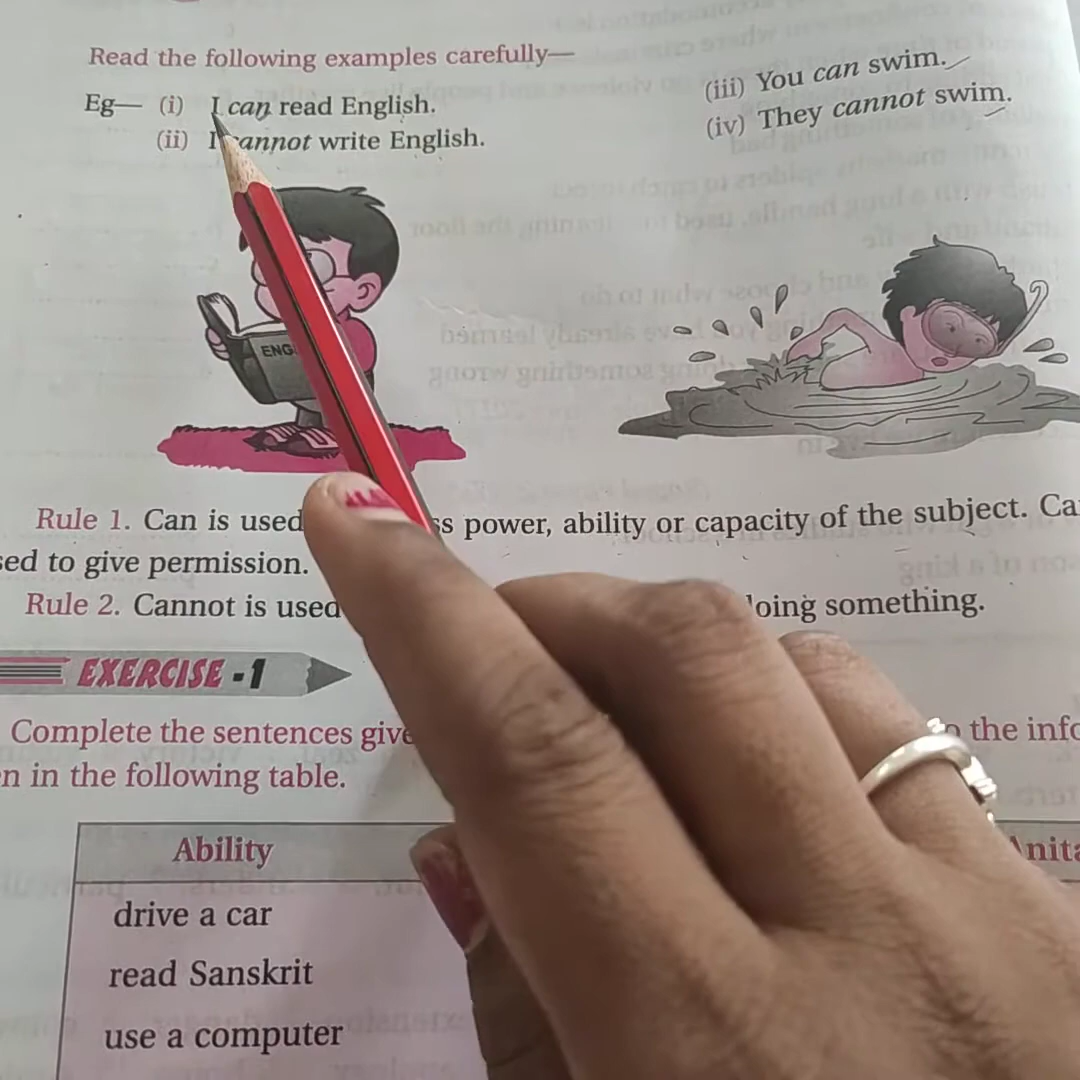 Read the following examples carefully—
Eg— (i) I can read English.
(ii) I cannot write English.
(iii) You can swim.
(iv) They cannot swim.
ENG
Rule 1. Can is used s power, ability or capacity of the subject. Ca
sed to give permission.
Rule 2. Cannot is used doing something.
EXERCISE -1
Complete the sentences give the info
n in the following table.
Ability Anita
drive a car
read Sanskrit
use a computer